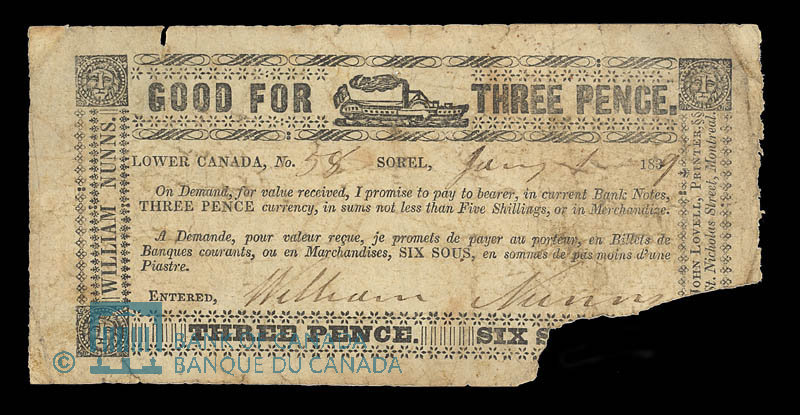 GOOD FOR THREE PENCE.
WILLIAM NUNNS.
LOWER CANADA, No. 58 SOREL, 1839
On Demand, for value received, I promise to pay to bearer, in current Bank Notes,
THREE PENCE currency, in sums not less than Five Shillings, or in Merchandize.
A Demande, pour valeur reçue, je promets de payer au porteur, en Billets de
Banques courants, ou en Marchandises, SIX SOUS, en sommes de pas moins d'une
Piastre.
ENTERED, William Nunns
THREE PENCE. SIX S
JOHN LOVELL, PRINTER,
St. Nicholas Street, Montreal.
© BANK OF CANADA
BANQUE DU CANADA